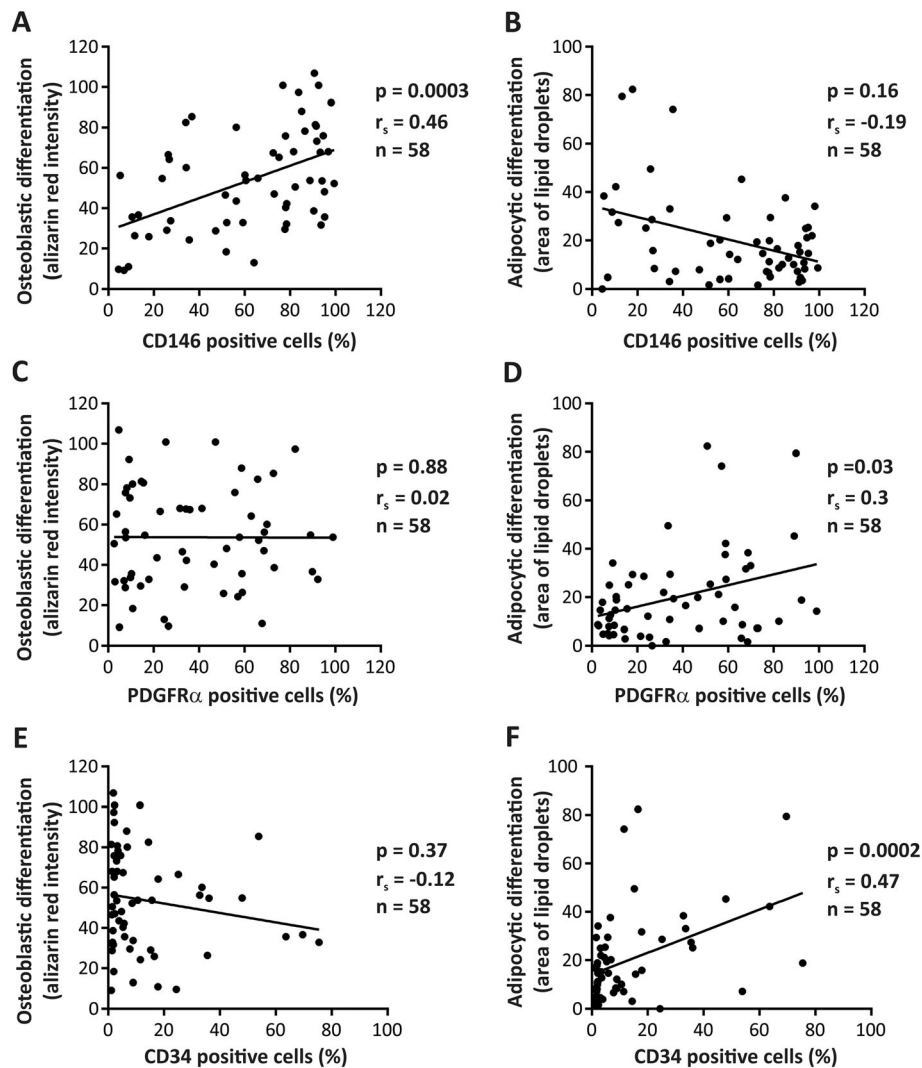 A
Osteoblastic differentiation
(alizarin red intensity)
120
100
80
60
40
20
0
0 20 40 60 80 100 120
CD146 positive cells (%)
p = 0.0003
rs = 0.46
n = 58
B
Adipocytic differentiation
(area of lipid droplets)
100
80
60
40
20
0
0 20 40 60 80 100 120
CD146 positive cells (%)
p = 0.16
rs = -0.19
n = 58
C
Osteoblastic differentiation
(alizarin red intensity)
120
100
80
60
40
20
0
0 20 40 60 80 100 120
PDGFRα positive cells (%)
p = 0.88
rs = 0.02
n = 58
D
Adipocytic differentiation
(area of lipid droplets)
100
80
60
40
20
0
0 20 40 60 80 100 120
PDGFRα positive cells (%)
p =0.03
rs = 0.3
n = 58
E
Osteoblastic differentiation
(alizarin red intensity)
120
100
80
60
40
20
0
0 20 40 60 80 100
CD34 positive cells (%)
p = 0.37
rs = -0.12
n = 58
F
Adipocytic differentiation
(area of lipid droplets)
100
80
60
40
20
0
0 20 40 60 80 100
CD34 positive cells (%)
p = 0.0002
rs = 0.47
n = 58